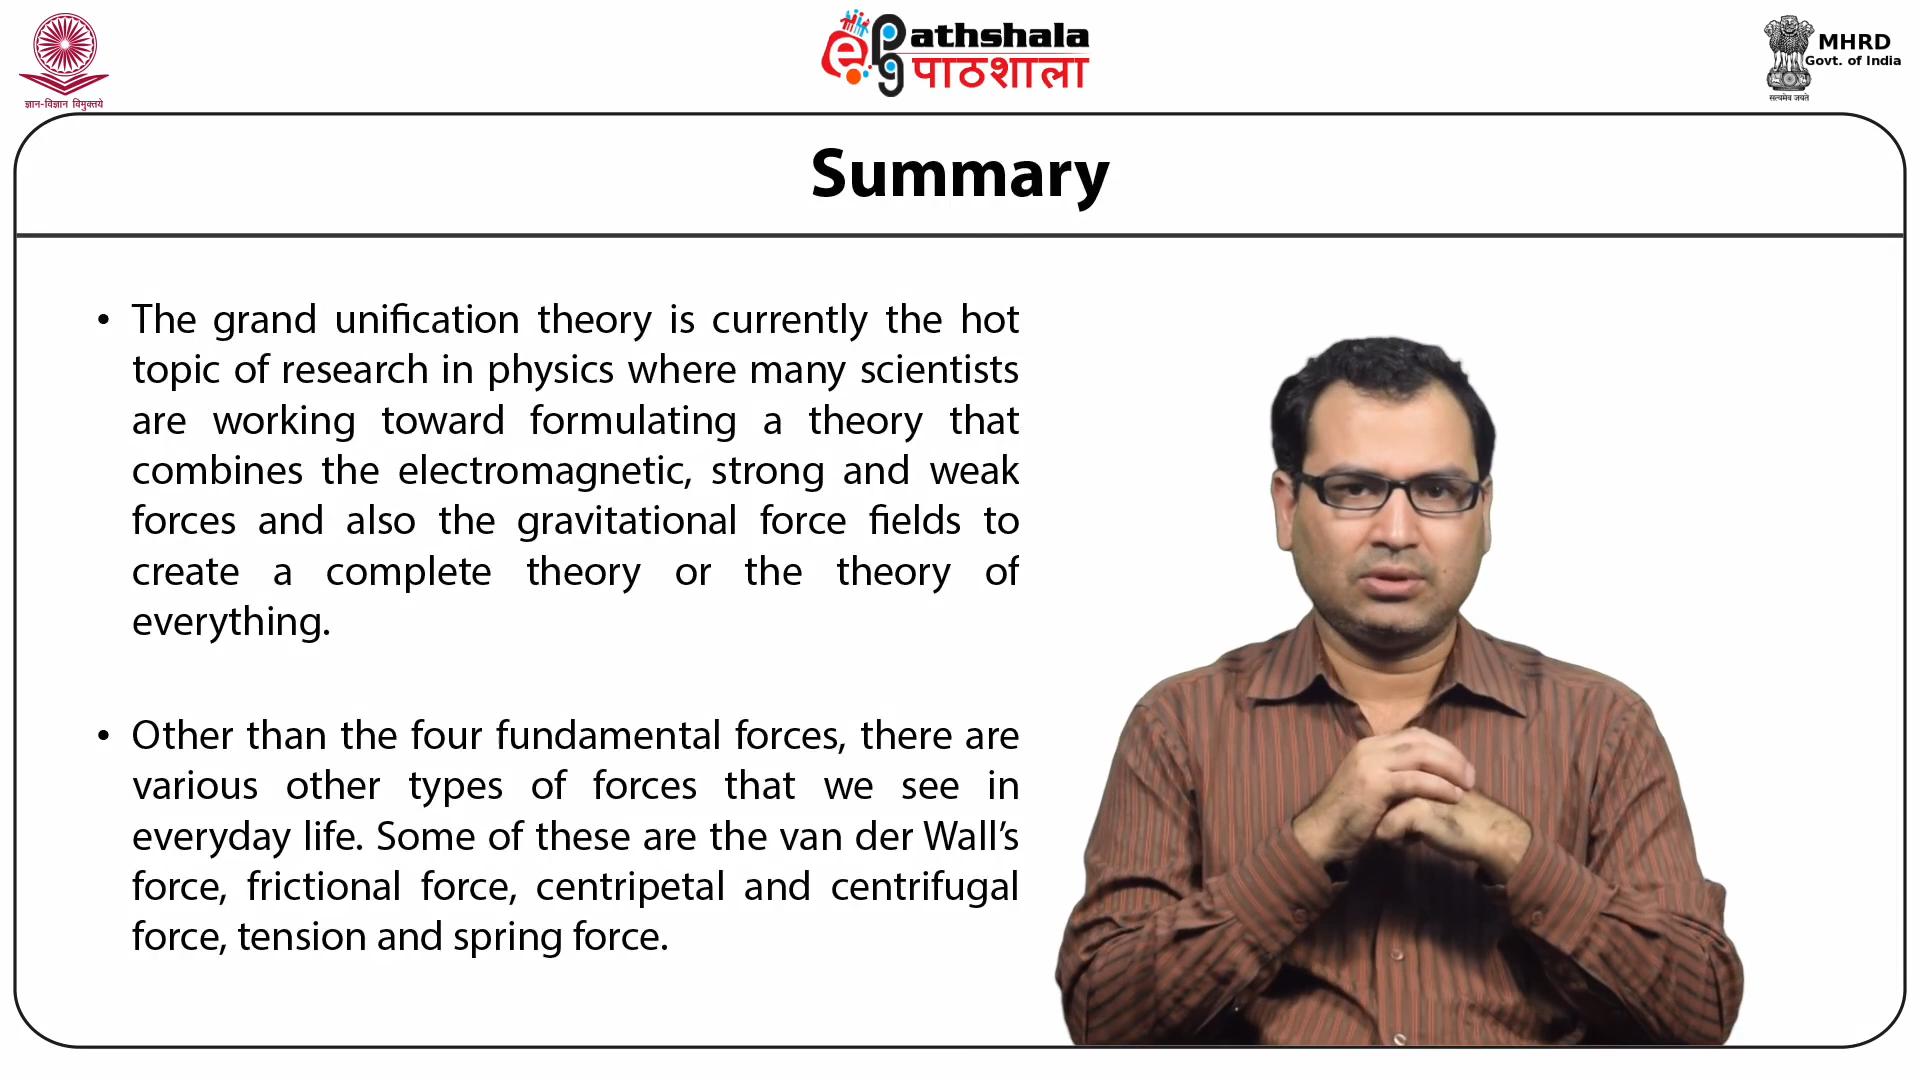 ज्ञान-विज्ञान विमुक्तये
ePathshala
पाठशाला
MHRD
Govt. of India
सत्यमेव जयते
Summary
• The grand unification theory is currently the hot
topic of research in physics where many scientists
are working toward formulating a theory that
combines the electromagnetic, strong and weak
forces and also the gravitational force fields to
create a complete theory or the theory of
everything.
• Other than the four fundamental forces, there are
various other types of forces that we see in
everyday life. Some of these are the van der Wall’s
force, frictional force, centripetal and centrifugal
force, tension and spring force.